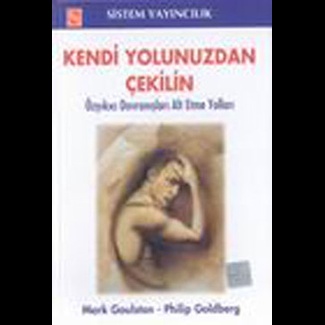 SİSTEM YAYINCILIK
KENDİ YOLUNUZDAN
ÇEKİLİN
Özyıkıcı Davranışları Alt Etme Yolları
Mark Goulston - Philip Goldberg